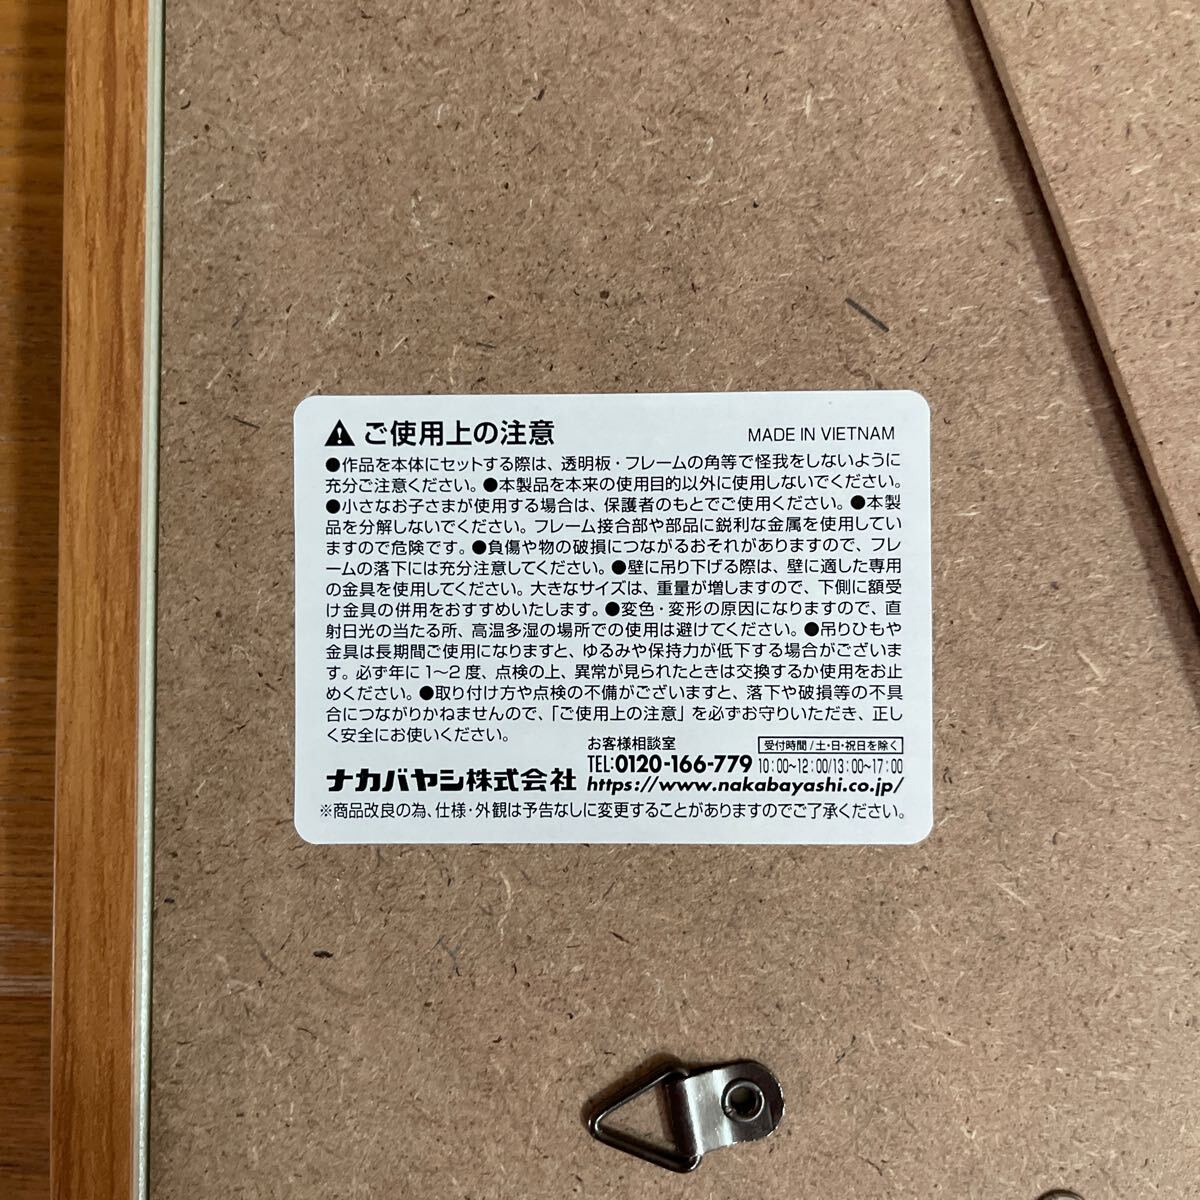 ⚠ ご使用上の注意
MADE IN VIETNAM
●作品を本体にセットする際は、透明板・フレームの角等で怪我をしないように
充分ご注意ください。●本製品を本来の使用目的以外に使用しないでください。
●小さなお子さまが使用する場合は、保護者のもとでご使用ください。●本製
品を分解しないでください。フレーム接合部や部品に鋭利な金属を使用してい
ますので危険です。●負傷や物の破損につながるおそれがありますので、フレ
ームの落下には充分注意してください。●壁に吊り下げる際は、壁に適した専用
の金具を使用してください。大きなサイズは、重量が増しますので、下側に額受
け金具の併用をおすすめいたします。●変色・変形の原因になりますので、直
射日光の当たる所、高温多湿の場所での使用は避けてください。●吊りひもや
金具は長期間ご使用になりますと、ゆるみや保持力が低下する場合がございま
す。必ず年に1〜2度、点検の上、異常が見られたときは交換するか使用をお止
めください。●取り付け方や点検の不備がございますと、落下や破損等の不具
合につながりかねませんので、「ご使用上の注意」を必ずお守りいただき、正し
く安全にお使いください。
お客様相談室
受付時間/土・日・祝日を除く
TEL:0120-166-779 10:00〜12:00/13:00〜17:00
ナカバヤシ株式会社 https://www.nakabayashi.co.jp/
※商品改良の為、仕様・外観は予告なしに変更することがありますのでご了承ください。